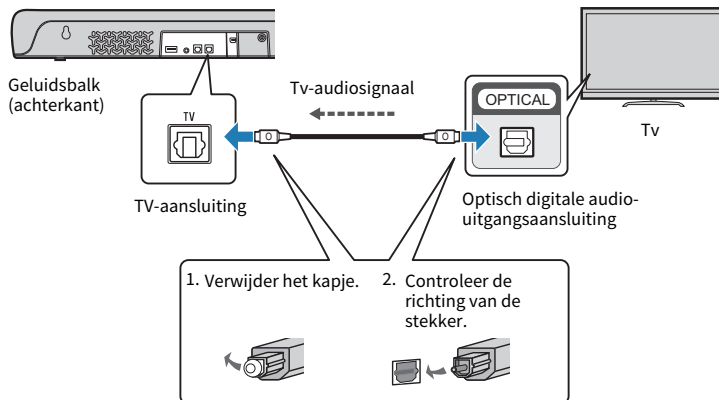 Geluidsbalk
(achterkant)
TV
TV-aansluiting
Tv-audiosignaal
OPTICAL
Tv
Optisch digitale audio-
uitgangsaansluiting
1. Verwijder het kapje.
2. Controleer de
richting van de
stekker.